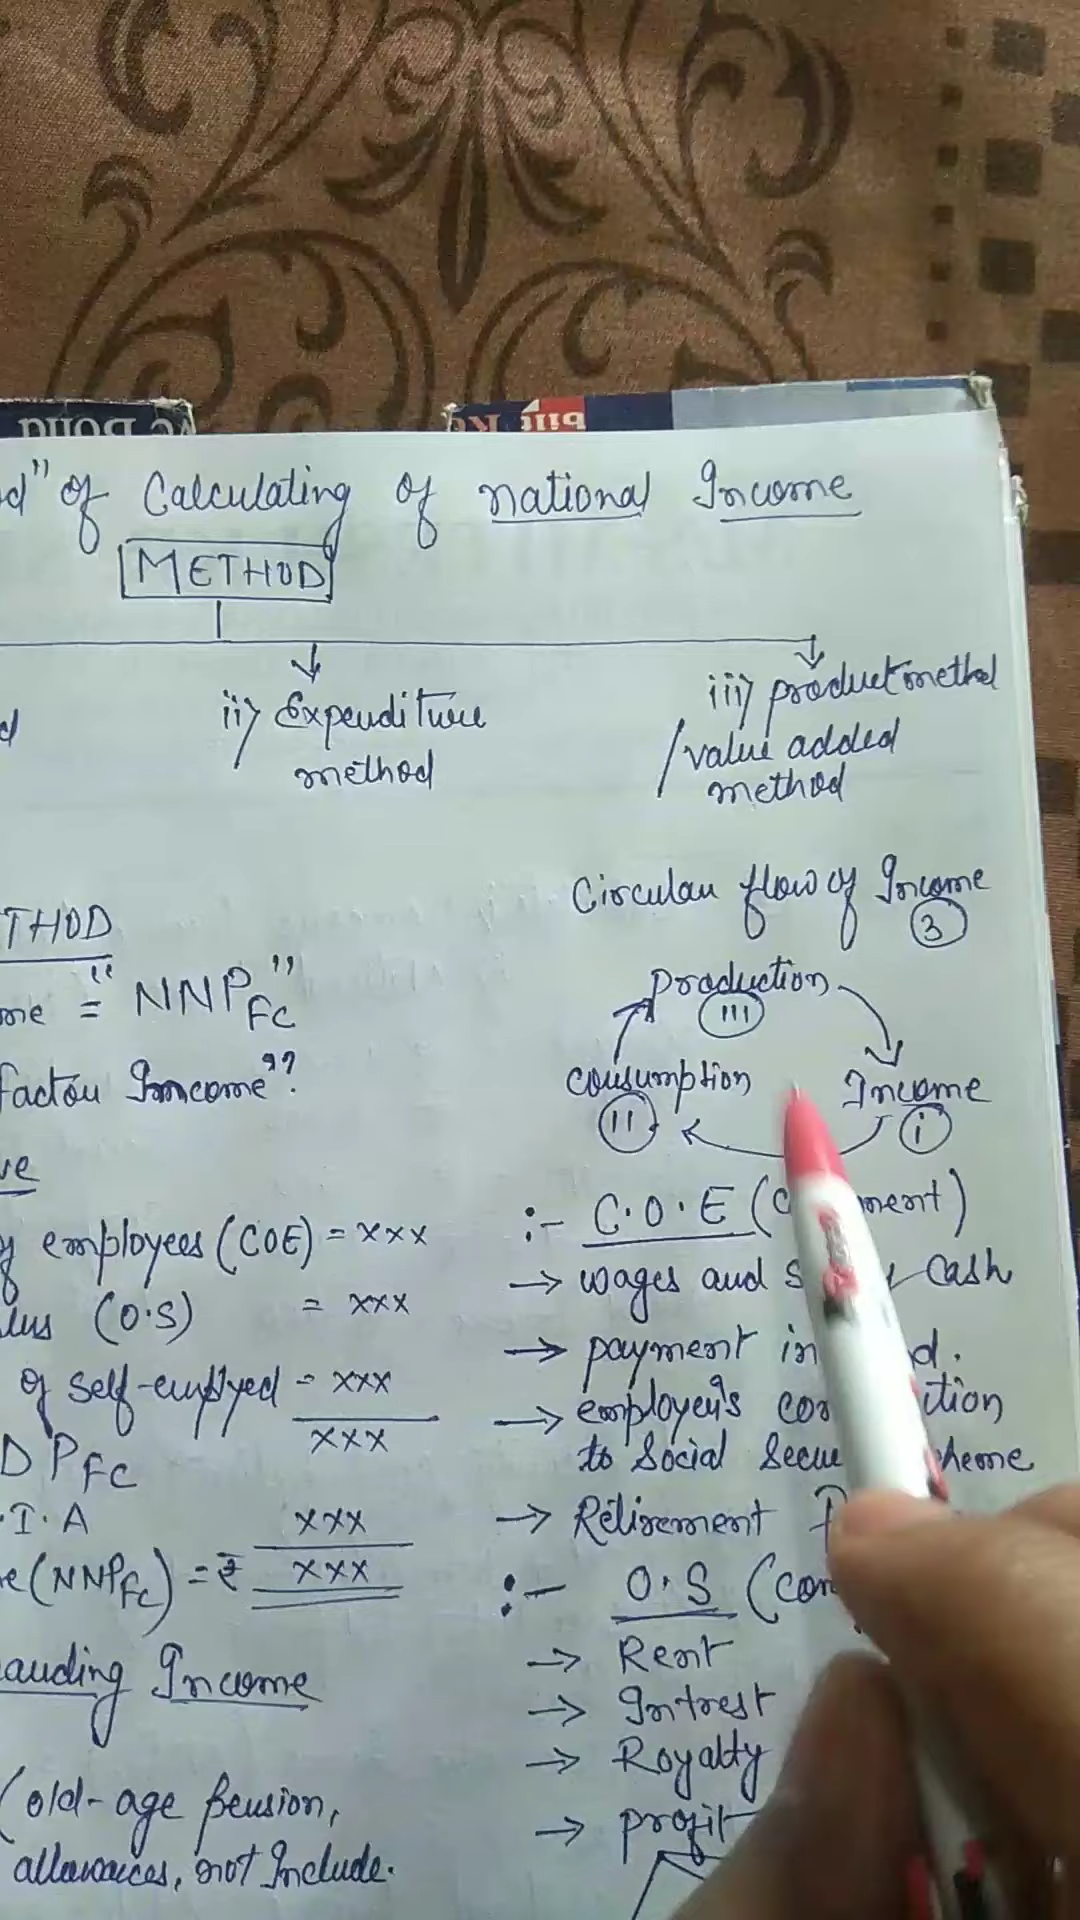 of Calculating of national Income
METHOD
ii) Expenditure method
iii) product method / value added method
Circular flow of Income
3
THOD
Production
III
= "NNPFC"
consumption
Income
II
i
factor Income"?
employees (COE) = xxx
:- C.O.E (
→ wages and cash
(O.S) = xxx
→ payment in
of self-employed = xxx
→ employer's
xxx
to Social scheme
DPFC
.I.A xxx
→ Retirement
(NNPFC) = ₹ xxx
:- O.S (
→ Rent
Income
→ Intrest
→ Royalty
(old-age pension,
→ profit
allowances, not Include.